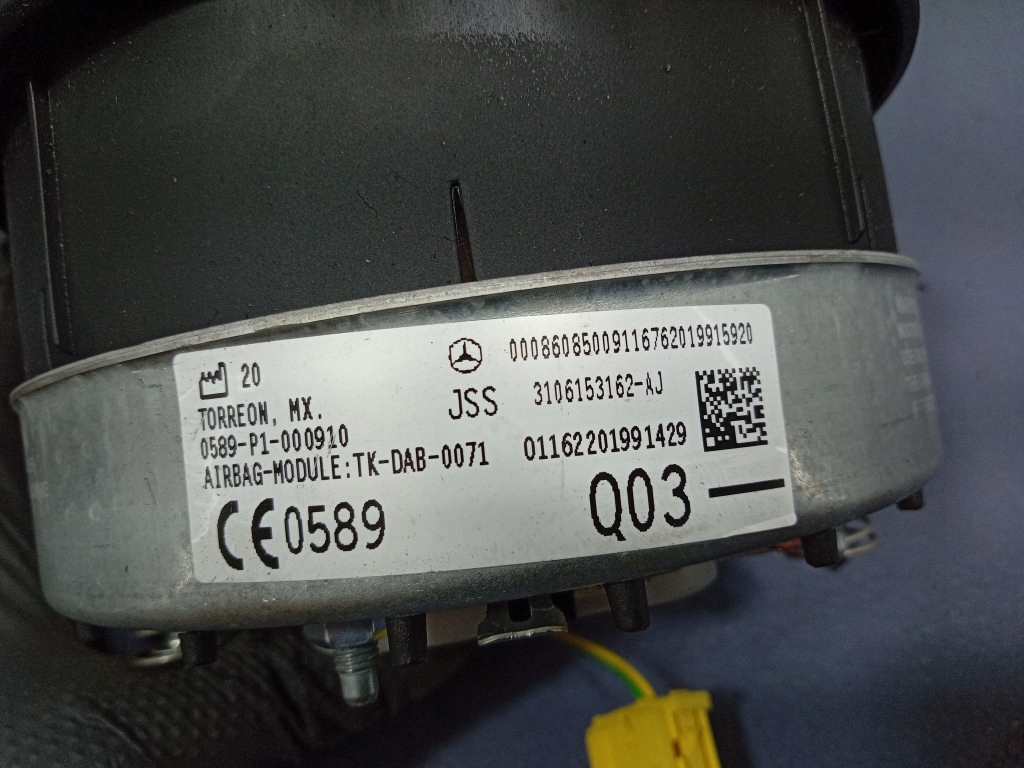 20
TORREON, MX.
0589-P1-000910
AIRBAG-MODULE:TK-DAB-0071
CE0589
00086085009116762019915920
JSS 3106153162-AJ
01162201991429
Q03